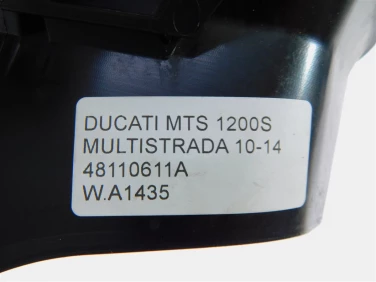 DUCATI MTS 1200S
MULTISTRADA 10-14
48110611A
W.A1435